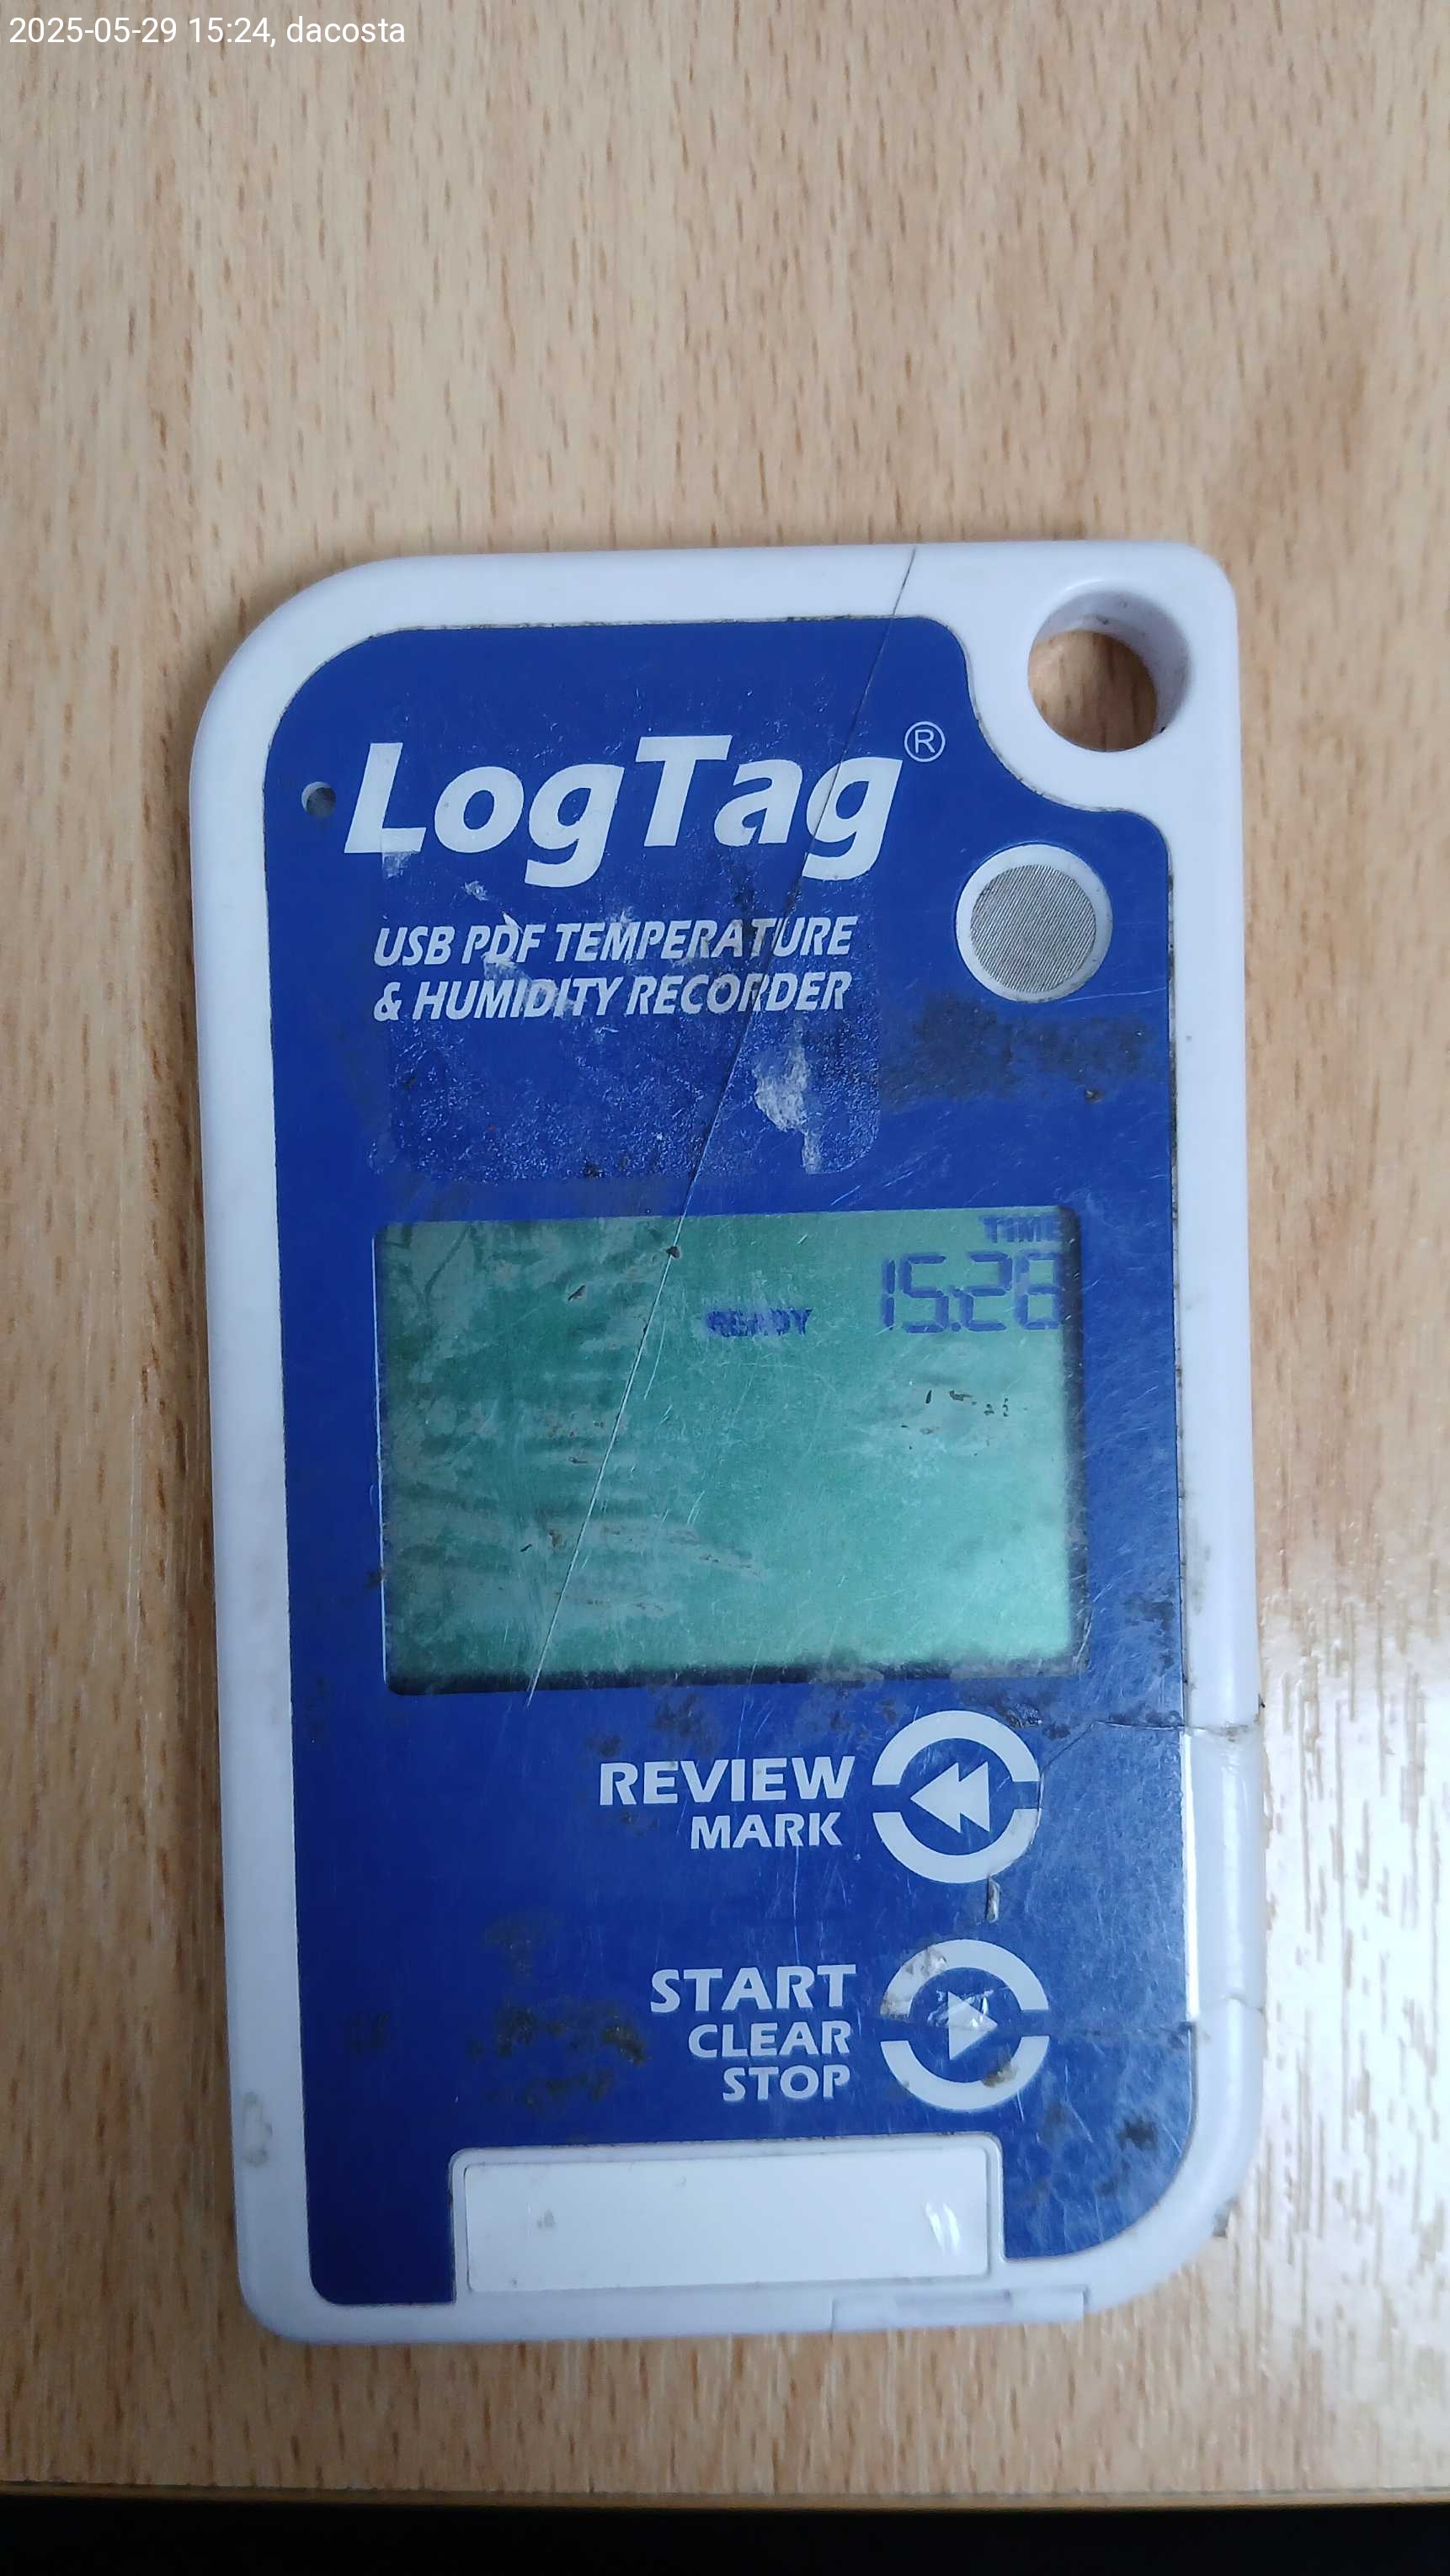 2025-05-29 15:24, dacosta
LogTag®
USB PDF TEMPERATURE
& HUMIDITY RECORDER
TIME
15:28
READY
REVIEW
MARK
START
CLEAR
STOP